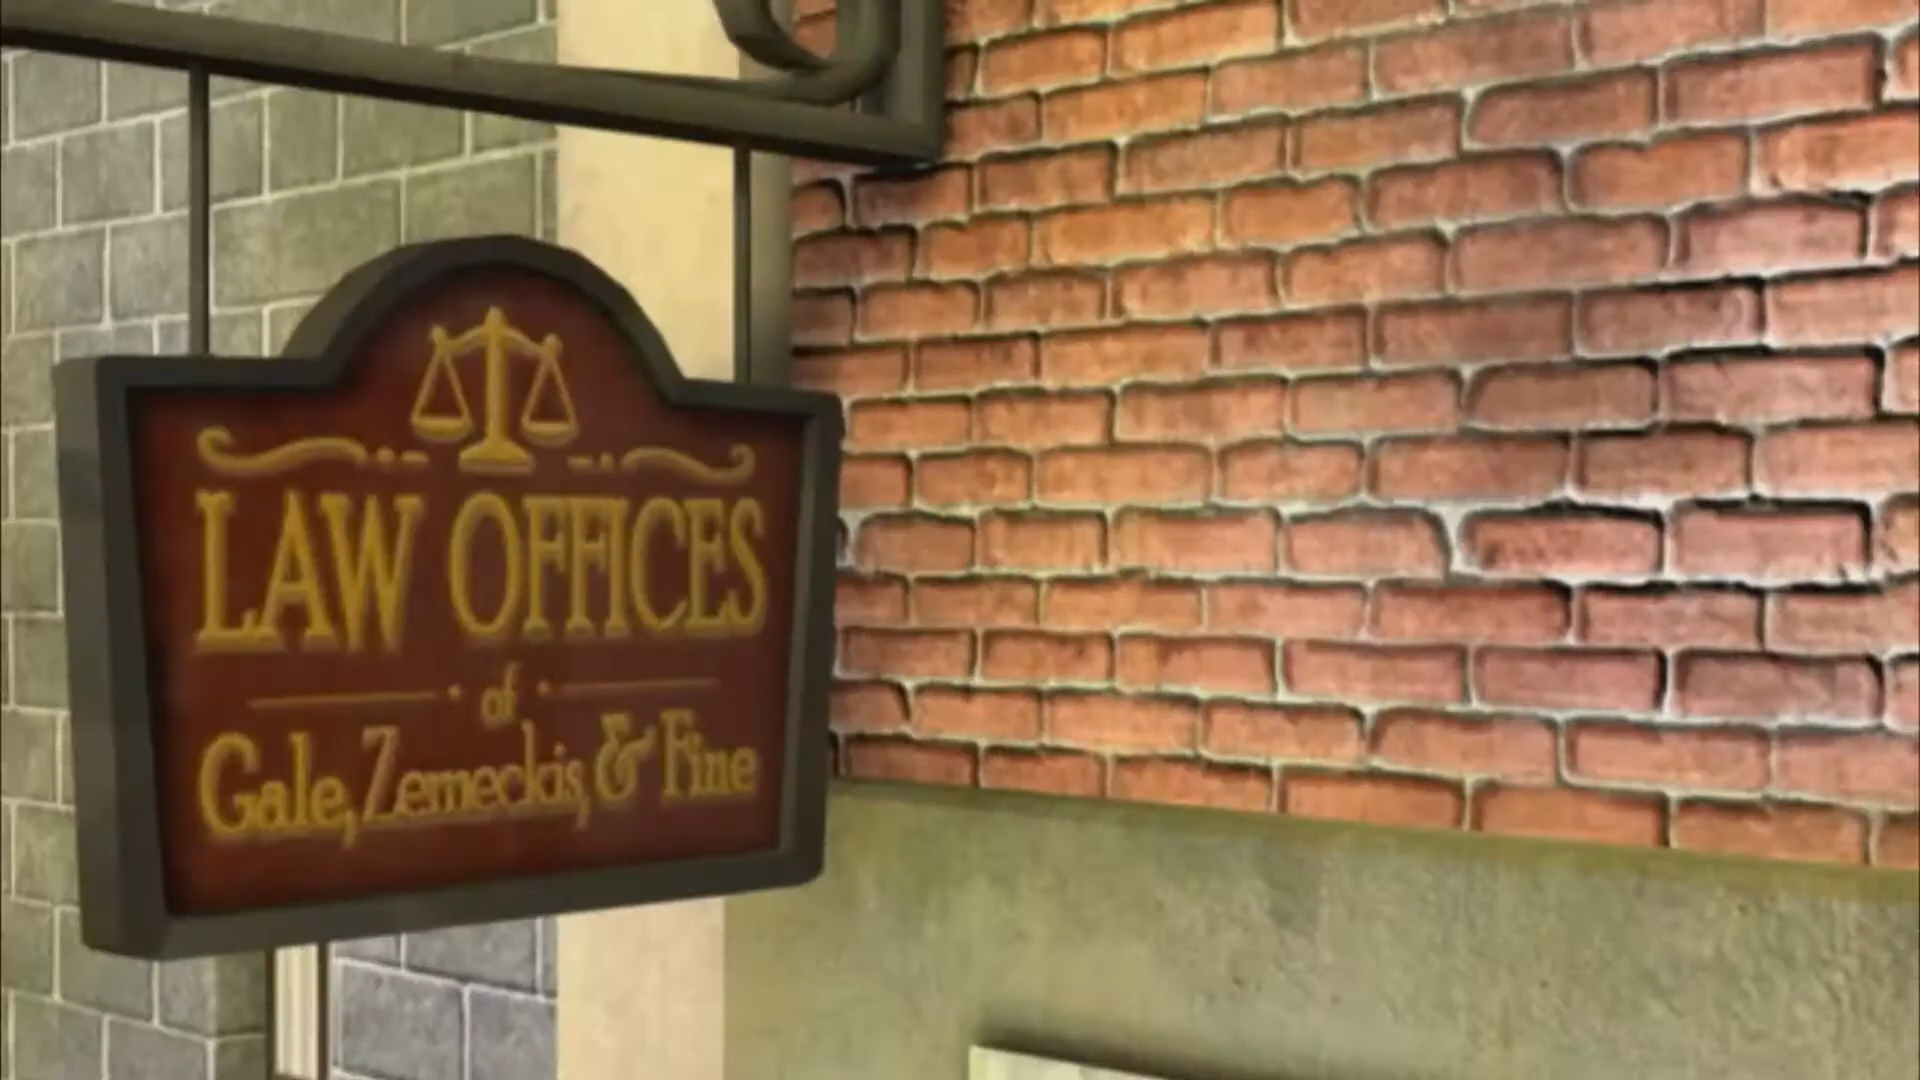 LAW OFFICES
of
Gale, Zemeckis, & Fine